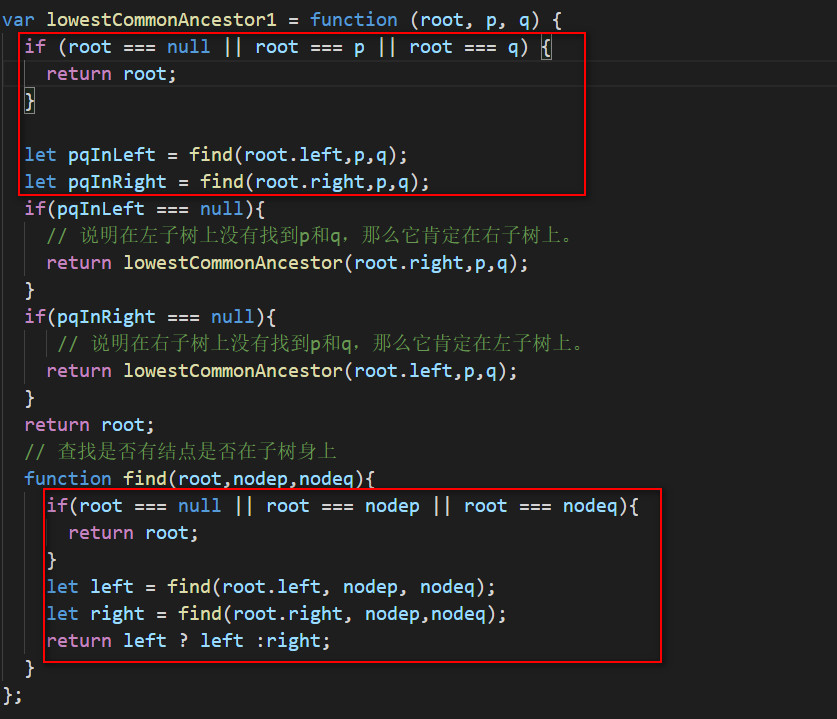 var lowestCommonAncestor1 = function (root, p, q) {
if (root === null || root === p || root === q) {
return root;
}
let pqInLeft = find(root.left,p,q);
let pqInRight = find(root.right,p,q);
if(pqInLeft === null){
// 说明在左子树上没有找到p和q，那么它肯定在右子树上。
return lowestCommonAncestor(root.right,p,q);
}
if(pqInRight === null){
// 说明在右子树上没有找到p和q，那么它肯定在左子树上。
return lowestCommonAncestor(root.left,p,q);
}
return root;
// 查找是否有结点是否在子树身上
function find(root,nodep,nodeq){
if(root === null || root === nodep || root === nodeq){
return root;
}
let left = find(root.left, nodep, nodeq);
let right = find(root.right, nodep,nodeq);
return left ? left :right;
}
};